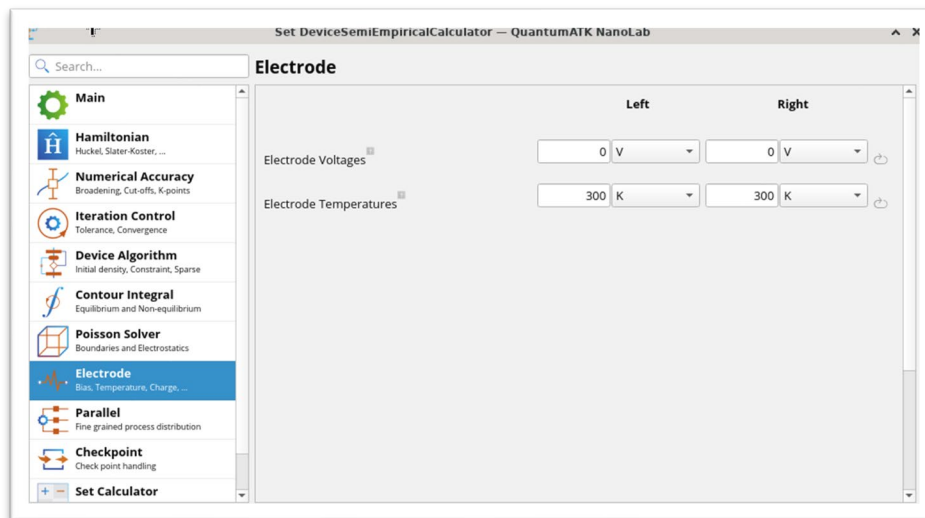 Set DeviceSemiEmpiricalCalculator — QuantumATK NanoLab
Search...
Electrode
Main
Hamiltonian
Huckel, Slater-Koster, ...
Numerical Accuracy
Broadening, Cut-offs, K-points
Iteration Control
Tolerance, Convergence
Device Algorithm
Initial density, Constraint, Sparse
Contour Integral
Equilibrium and Non-equilibrium
Poisson Solver
Boundaries and Electrostatics
Electrode
Bias, Temperature, Charge, ...
Parallel
Fine grained process distribution
Checkpoint
Check point handling
Set Calculator
Left Right
Electrode Voltages 0 V 0 V
Electrode Temperatures 300 K 300 K